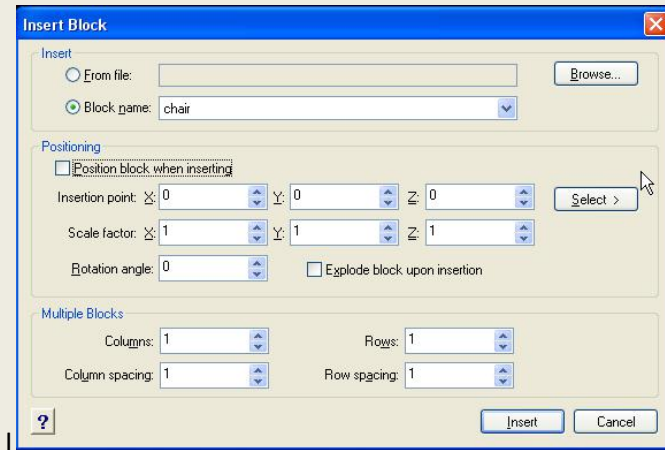 Insert Block
Insert
From file:
Browse...
Block name: chair
Positioning
Position block when inserting
Insertion point: X: 0 Y: 0 Z: 0
Select >
Scale factor: X: 1 Y: 1 Z: 1
Rotation angle: 0 Explode block upon insertion
Multiple Blocks
Columns: 1 Rows: 1
Column spacing: 1 Row spacing: 1
? Insert Cancel